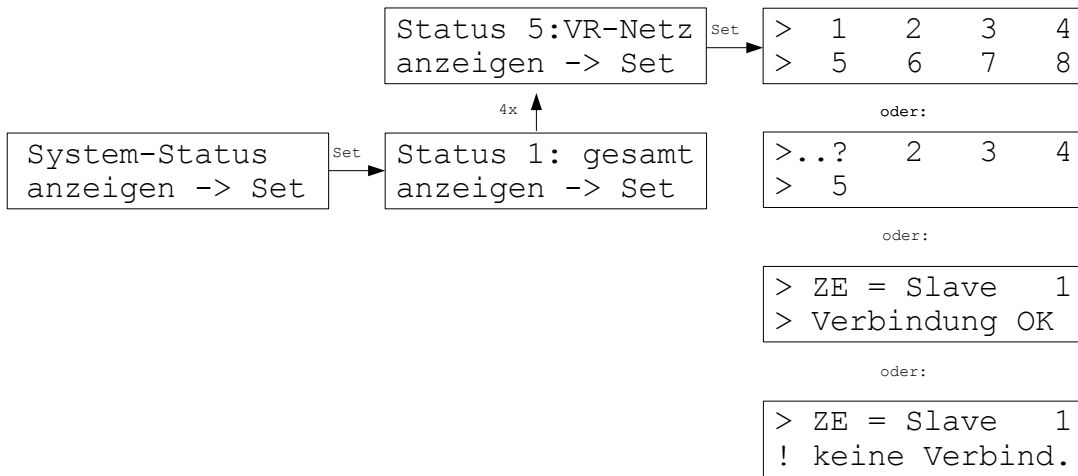 Status 5:VR-Netz
anzeigen -> Set
Set
> 1 2 3 4
> 5 6 7 8
4x
oder:
System-Status
anzeigen -> Set
Set
Status 1: gesamt
anzeigen -> Set
>..? 2 3 4
> 5
oder:
> ZE = Slave 1
> Verbindung OK
oder:
> ZE = Slave 1
! keine Verbind.